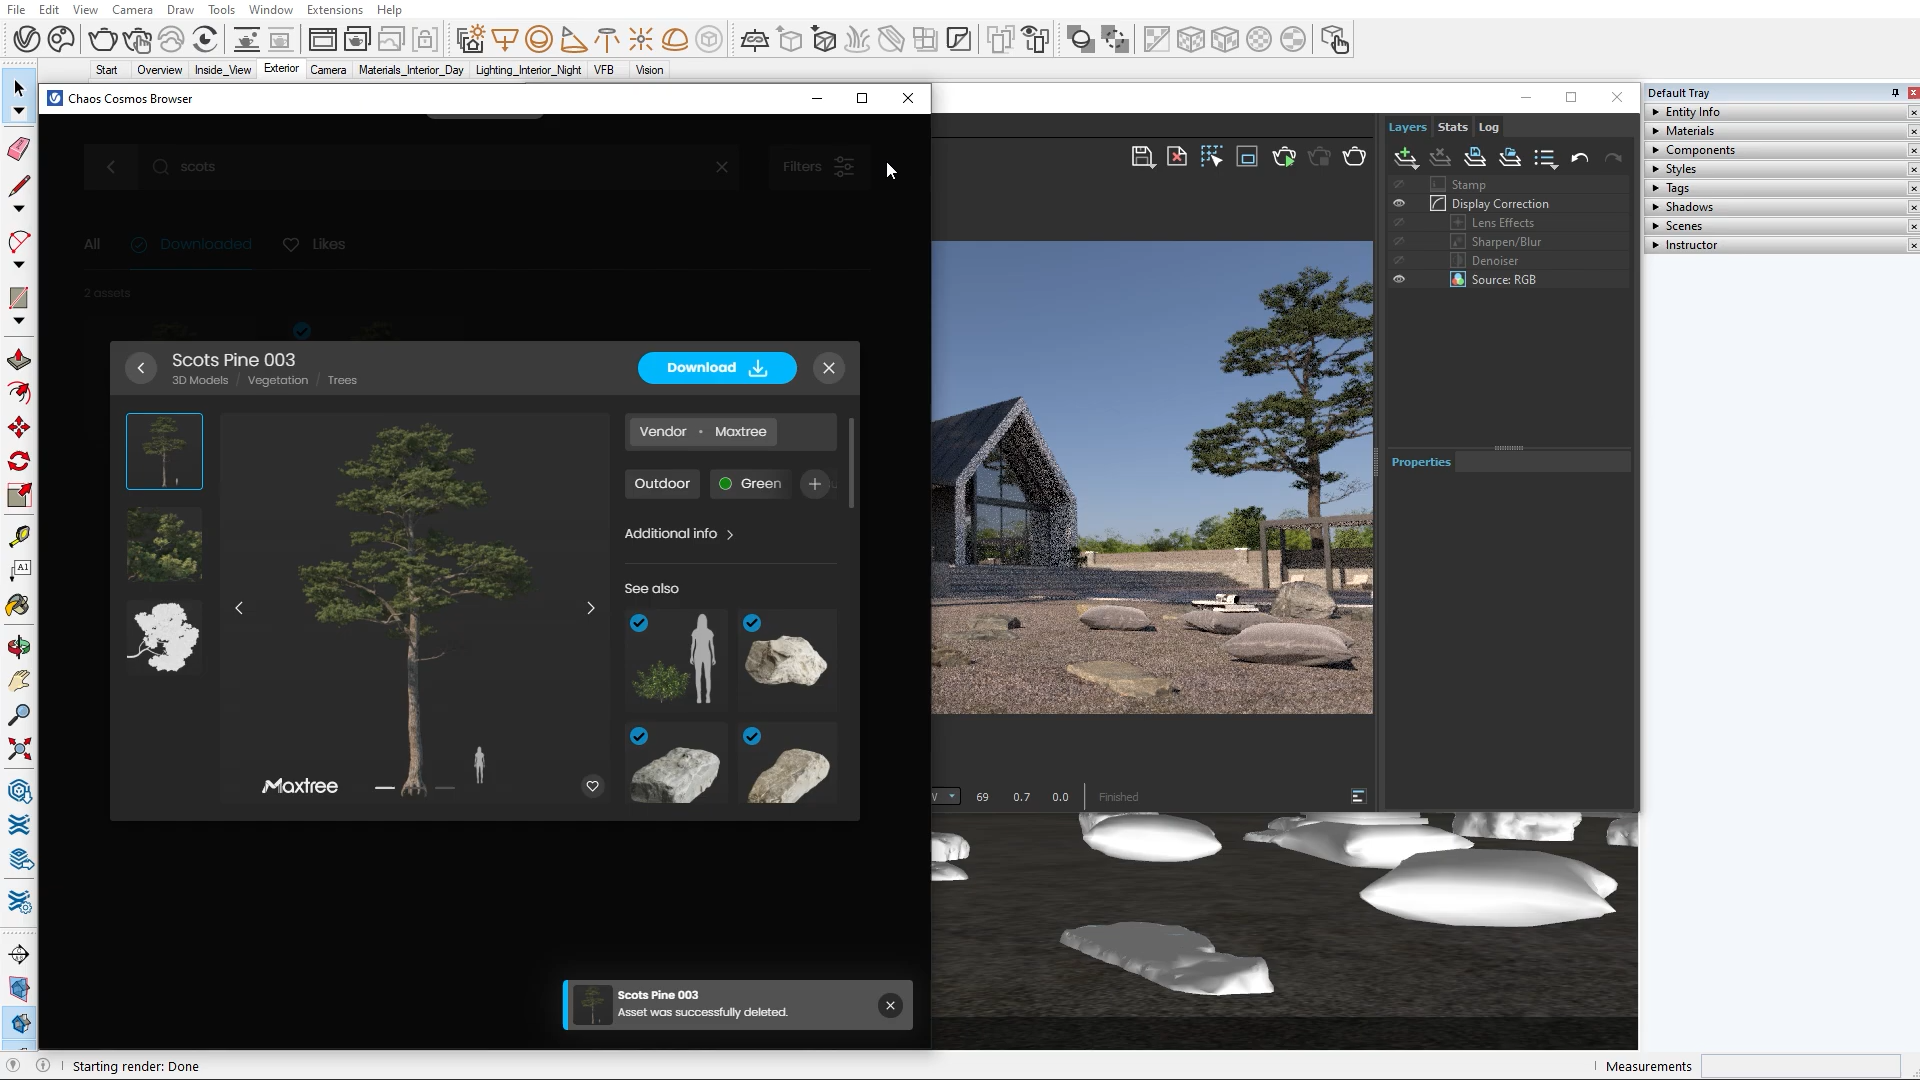 File Edit View Camera Draw Tools Window Extensions Help
Start Overview Inside_View Exterior Camera Materials_Interior_Day Lighting_Interior_Night VFB Vision
Chaos Cosmos Browser
scots
Filters
All Downloaded Likes
2 assets
Scots Pine 003
3D Models / Vegetation / Trees
Download
Vendor • Maxtree
Outdoor Green
Additional info
See also
Maxtree
Scots Pine 003
Asset was successfully deleted.
Layers Stats Log
Stamp
Display Correction
Lens Effects
Sharpen/Blur
Denoiser
Source: RGB
Properties
69 0.7 0.0 Finished
Default Tray
Entity Info
Materials
Components
Styles
Tags
Shadows
Scenes
Instructor
A1
Starting render: Done
Measurements